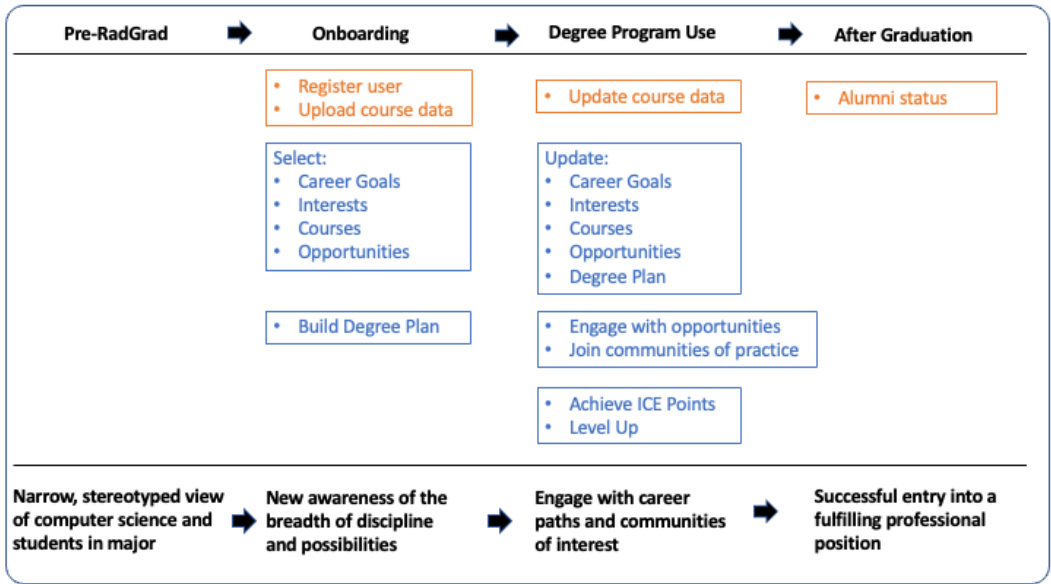 Pre-RadGrad
Onboarding
Degree Program Use
After Graduation
• Register user
• Upload course data
• Update course data
• Alumni status
Select:
• Career Goals
• Interests
• Courses
• Opportunities
Update:
• Career Goals
• Interests
• Courses
• Opportunities
• Degree Plan
• Build Degree Plan
• Engage with opportunities
• Join communities of practice
• Achieve ICE Points
• Level Up
Narrow, stereotyped view
of computer science and
students in major
New awareness of the
breadth of discipline
and possibilities
Engage with career
paths and communities
of interest
Successful entry into a
fulfilling professional
position